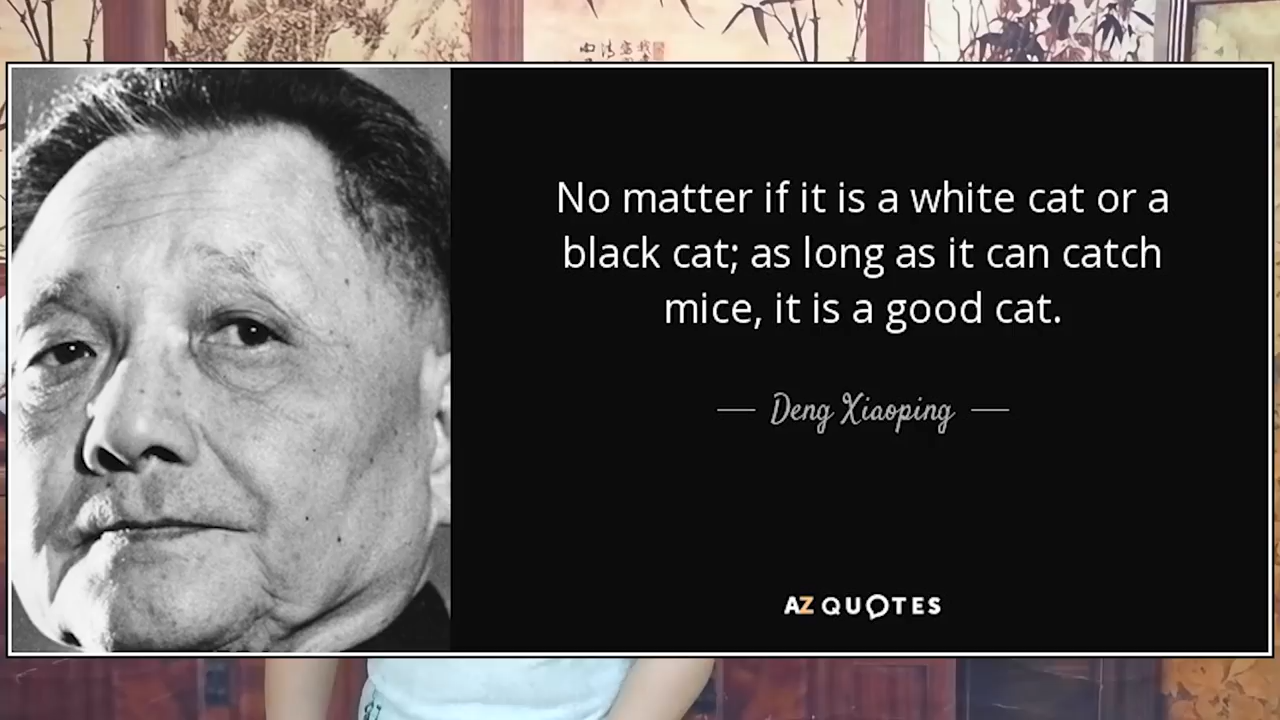 No matter if it is a white cat or a
black cat; as long as it can catch
mice, it is a good cat.
Deng Xiaoping
AZ QUOTES